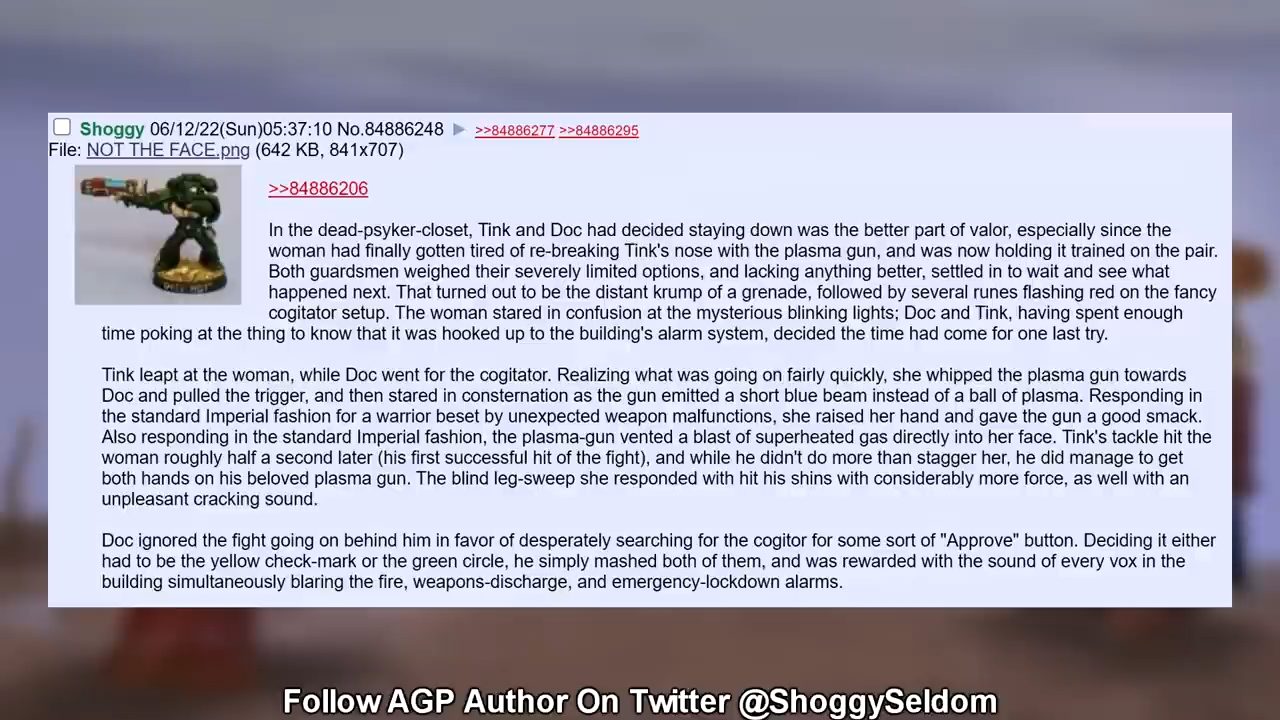 Shoggy 06/12/22(Sun)05:37:10 No.84886248 ▶ >>84886277 >>84886295
File: NOT THE FACE.png (642 KB, 841x707)
>>84886206
In the dead-psyker-closet, Tink and Doc had decided staying down was the better part of valor, especially since the
woman had finally gotten tired of re-breaking Tink's nose with the plasma gun, and was now holding it trained on the pair.
Both guardsmen weighed their severely limited options, and lacking anything better, settled in to wait and see what
happened next. That turned out to be the distant krump of a grenade, followed by several runes flashing red on the fancy
cogitator setup. The woman stared in confusion at the mysterious blinking lights; Doc and Tink, having spent enough
time poking at the thing to know that it was hooked up to the building's alarm system, decided the time had come for one last try.
Tink leapt at the woman, while Doc went for the cogitator. Realizing what was going on fairly quickly, she whipped the plasma gun towards
Doc and pulled the trigger, and then stared in consternation as the gun emitted a short blue beam instead of a ball of plasma. Responding in
the standard Imperial fashion for a warrior beset by unexpected weapon malfunctions, she raised her hand and gave the gun a good smack.
Also responding in the standard Imperial fashion, the plasma-gun vented a blast of superheated gas directly into her face. Tink's tackle hit the
woman roughly half a second later (his first successful hit of the fight), and while he didn't do more than stagger her, he did manage to get
both hands on his beloved plasma gun. The blind leg-sweep she responded with hit his shins with considerably more force, as well with an
unpleasant cracking sound.
Doc ignored the fight going on behind him in favor of desperately searching for the cogitor for some sort of "Approve" button. Deciding it either
had to be the yellow check-mark or the green circle, he simply mashed both of them, and was rewarded with the sound of every vox in the
building simultaneously blaring the fire, weapons-discharge, and emergency-lockdown alarms.
Follow AGP Author On Twitter @ShoggySeldom